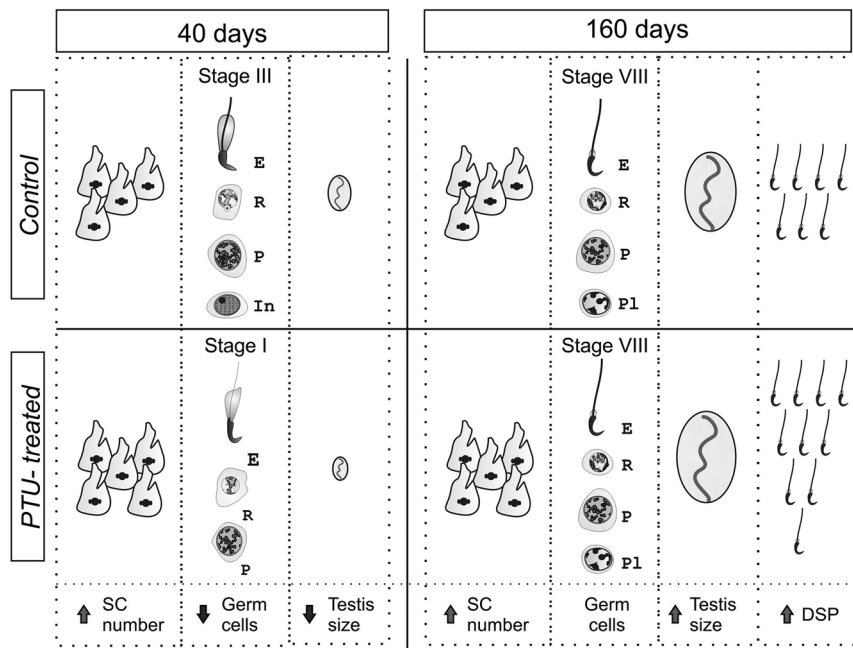 40 days
160 days
Control
Stage III
E
R
P
In
Stage VIII
E
R
P
Pl
PTU- treated
Stage I
E
R
P
Stage VIII
E
R
P
Pl
SC
number
Germ
cells
Testis
size
SC
number
Germ
cells
Testis
size
DSP